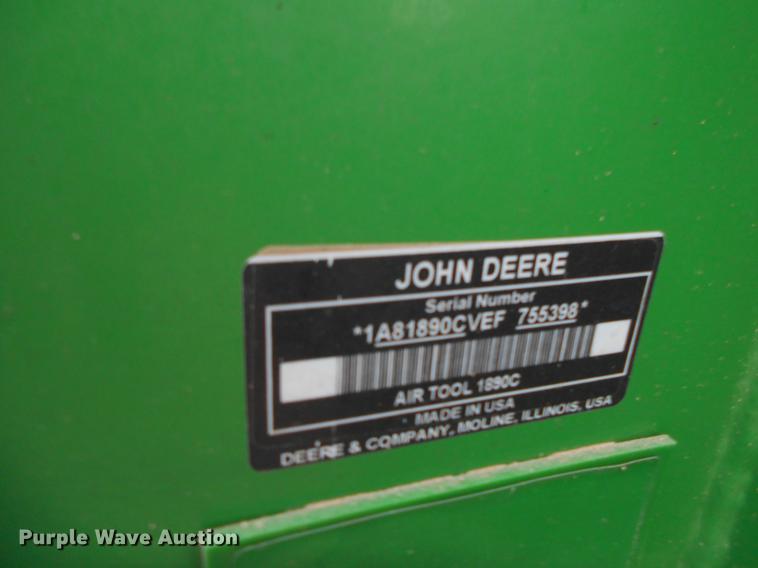 JOHN DEERE
Serial Number
*1A81890CVEF 755398*
AIR TOOL 1890C
MADE IN USA
DEERE & COMPANY, MOLINE, ILLINOIS, USA
Purple Wave Auction